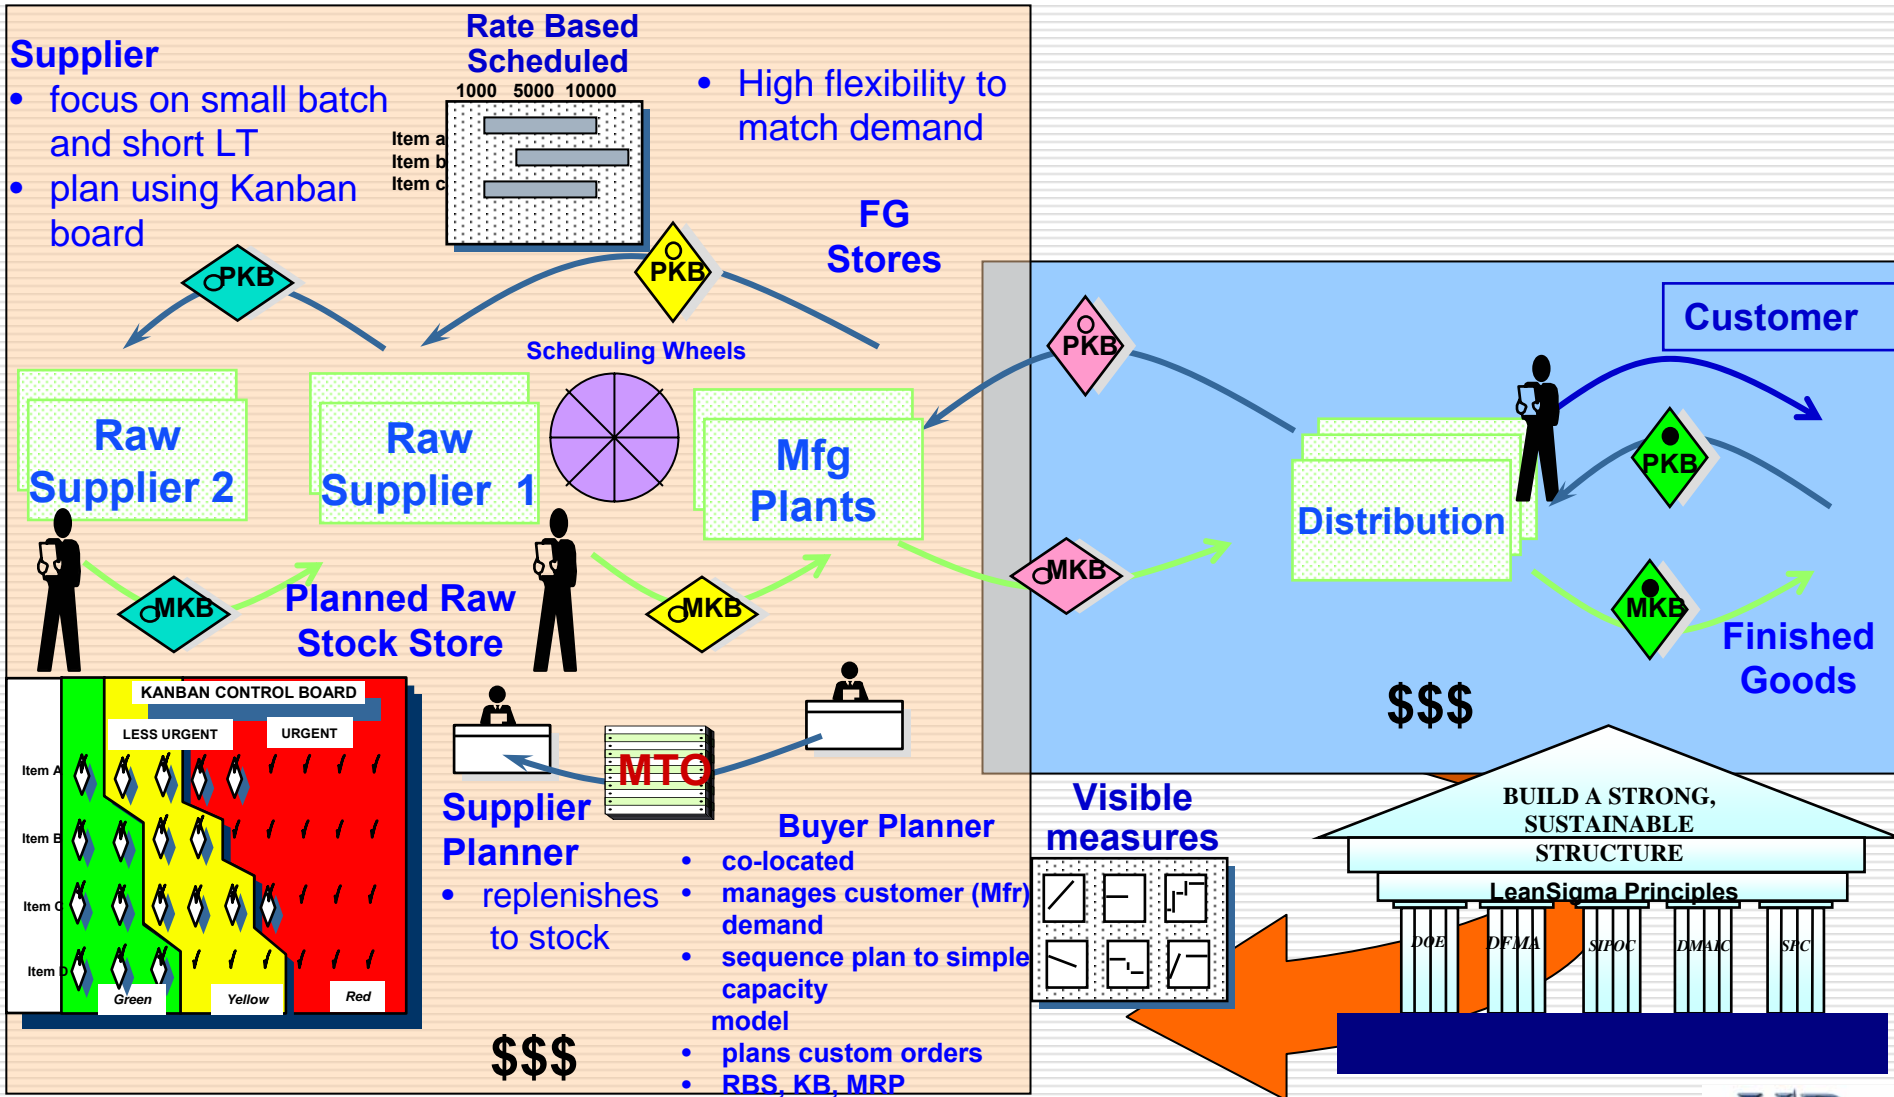 Supplier
• focus on small batch
and short LT
• plan using Kanban
board
Rate Based
Scheduled
1000 5000 10000
Item a
Item b
Item c
• High flexibility to
match demand
FG
Stores
PKB
PKB
PKB
Customer
Scheduling Wheels
Raw
Supplier 2
Raw
Supplier 1
Mfg
Plants
Distribution
PKB
MKB
MKB
MKB
MKB
Planned Raw
Stock Store
Finished
Goods
$$$
KANBAN CONTROL BOARD
LESS URGENT
URGENT
Item A
Item B
Item C
Item D
Green
Yellow
Red
MTO
Supplier
Planner
• replenishes
to stock
Buyer Planner
• co-located
• manages customer (Mfr)
demand
• sequence plan to simple
capacity
model
• plans custom orders
• RBS, KB, MRP
$$$
Visible
measures
BUILD A STRONG,
SUSTAINABLE
STRUCTURE
LeanSigma Principles
DOE
DFMA
SIPOC
DMAIC
SPC